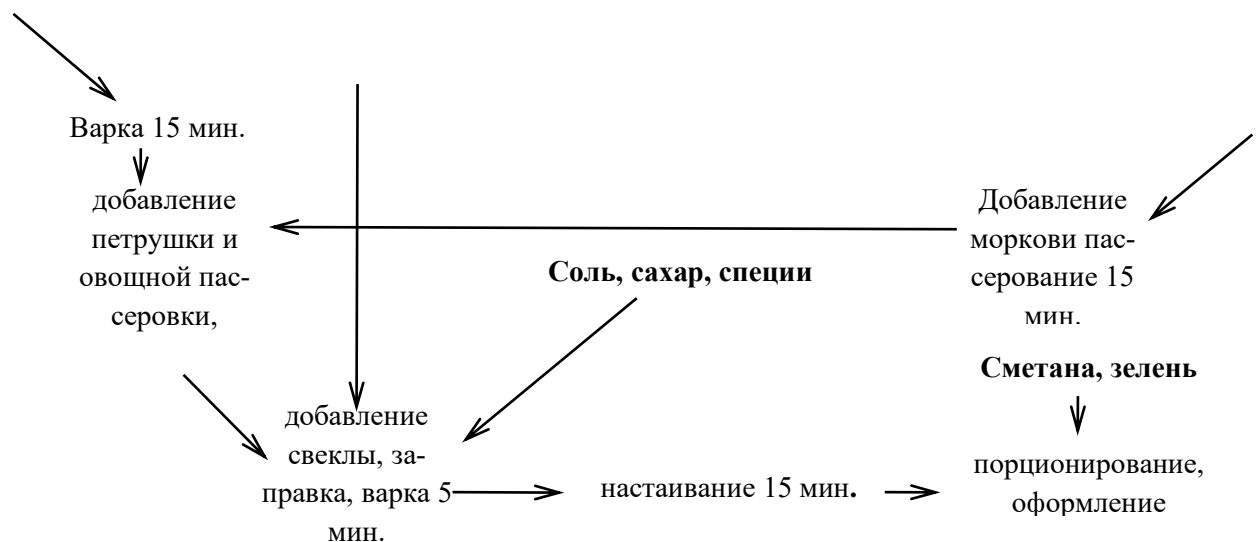 Варка 15 мин.
добавление
петрушки и
овощной пас-
серовки,
Добавление
моркови пас-
серование 15
мин.
Соль, сахар, специи
Сметана, зелень
добавление
свеклы, за-
правка, варка 5
мин.
настаивание 15 мин.
порционирование,
оформление